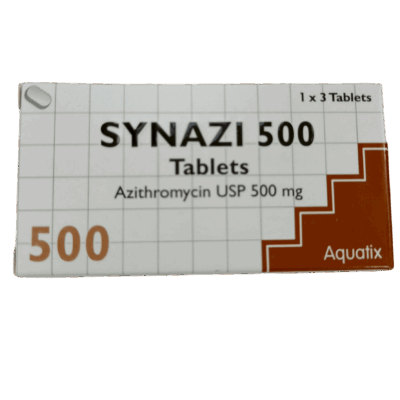 1 x 3 Tablets
SYNAZI 500
Tablets
Azithromycin USP 500 mg
500
Aquatix